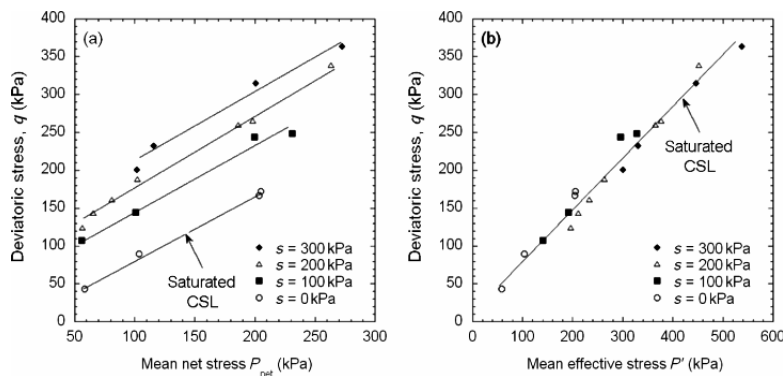 (a)
400
350
300
250
200
150
100
50
0
50 100 150 200 250 300
Deviatoric stress, q (kPa)
Mean net stress Pnet (kPa)
Saturated
CSL
s = 300 kPa
s = 200 kPa
s = 100 kPa
s = 0 kPa
(b)
400
350
300
250
200
150
100
50
0
0 100 200 300 400 500 600
Deviatoric stress, q (kPa)
Mean effective stress P' (kPa)
Saturated
CSL
s = 300 kPa
s = 200 kPa
s = 100 kPa
s = 0 kPa